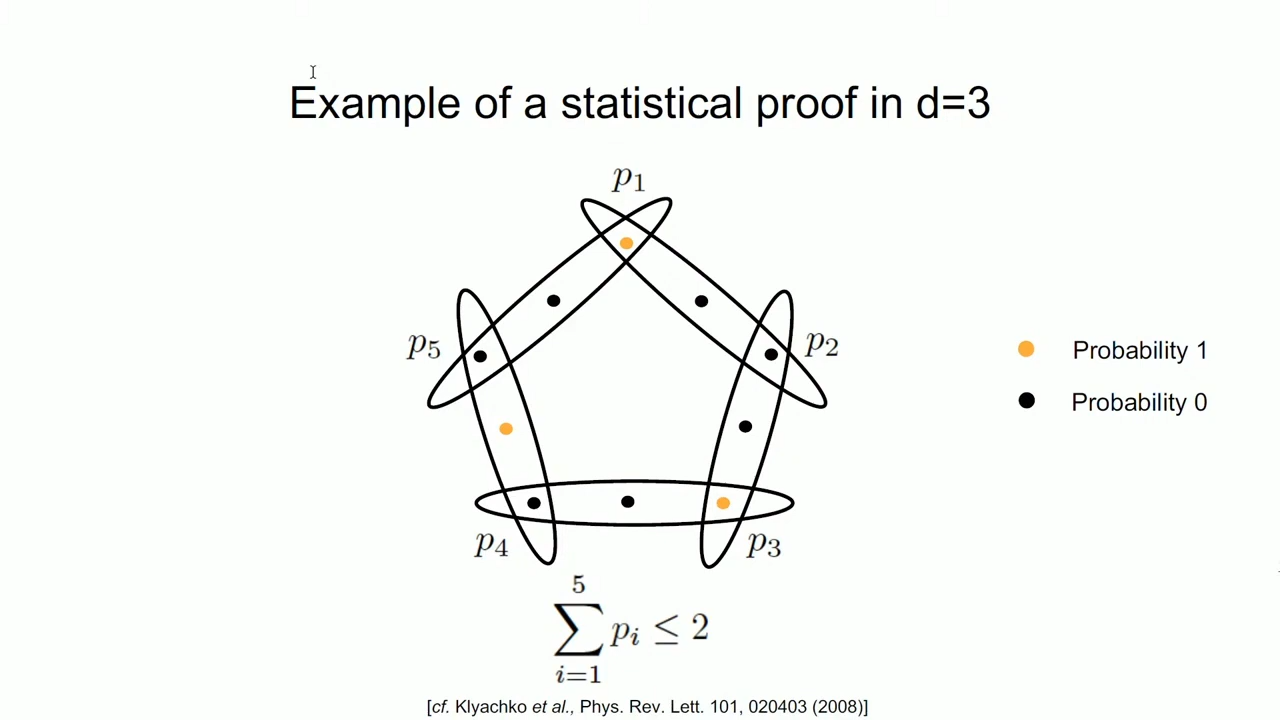 Example of a statistical proof in d=3
p₁
p₅
p₂
Probability 1
Probability 0
p₄
p₃
∑_{i=1}^{5} pᵢ ≤ 2
[cf. Klyachko et al., Phys. Rev. Lett. 101, 020403 (2008)]